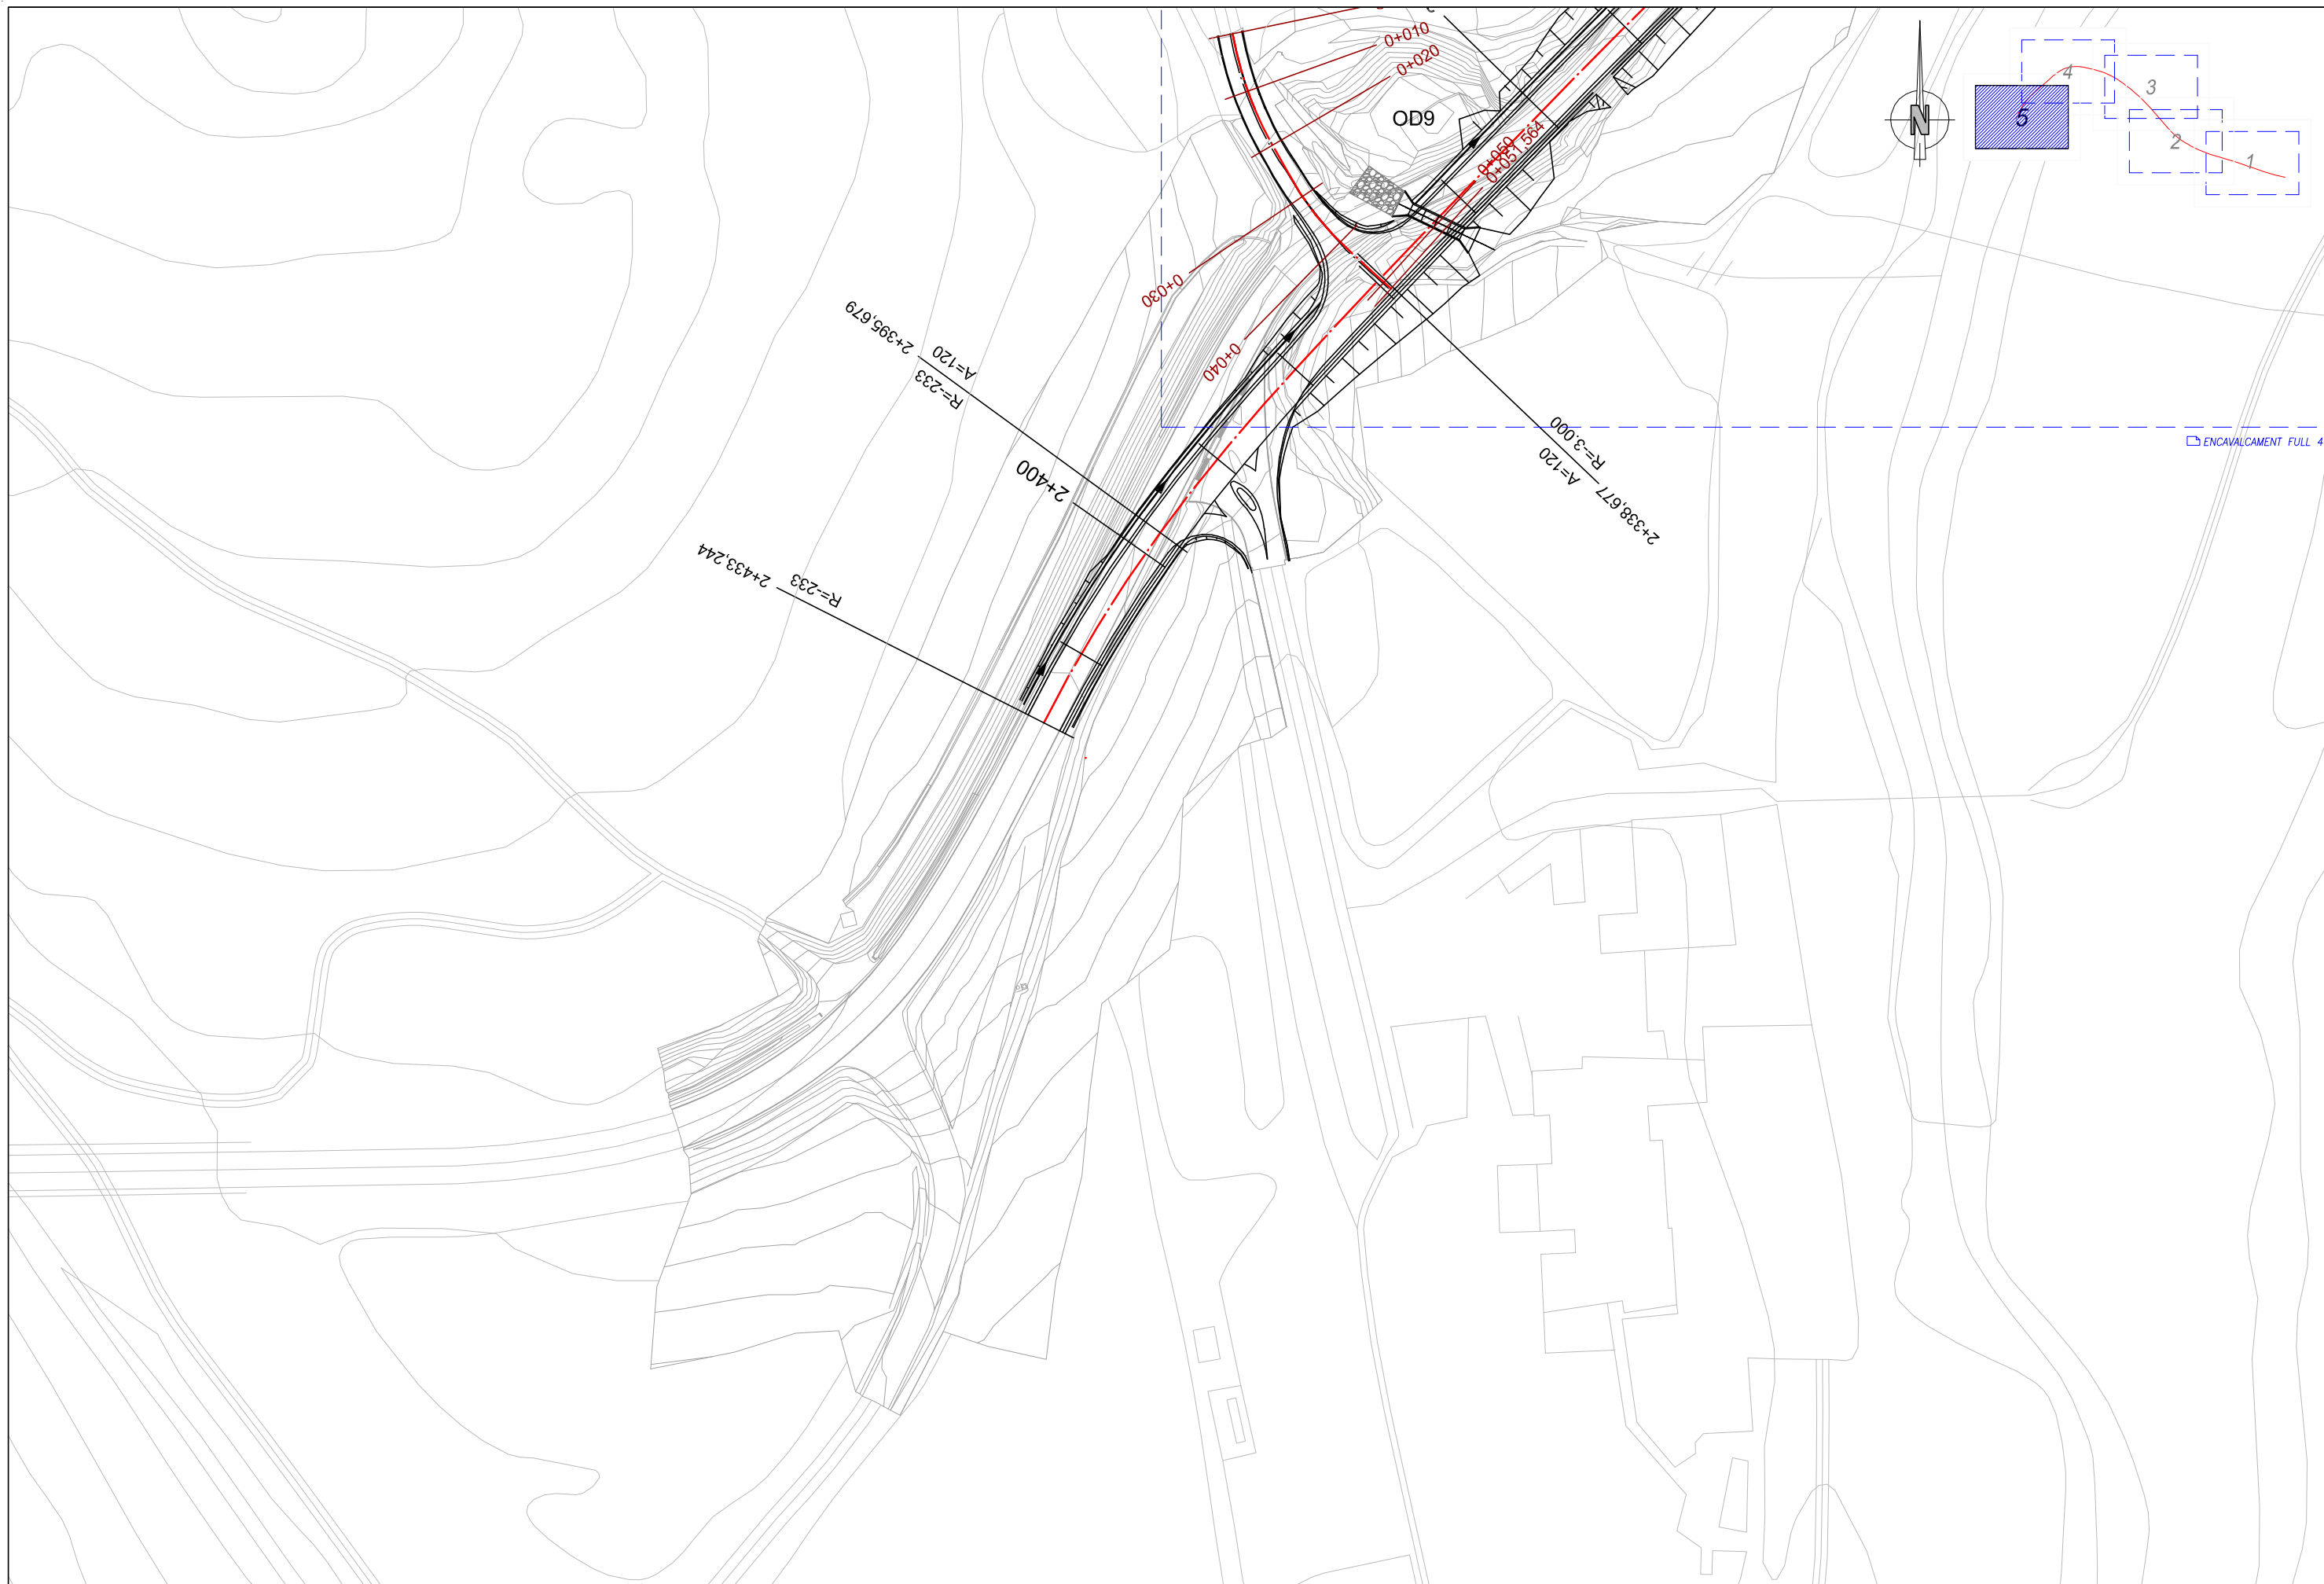 0+010
0+020
OD9
0+050
0+051,564
N
4
3
5
2
1
0+030
0+040
2+395,679
A=120
R=-233
2+400
R=-3.000
A=120
2+338,677
ENCAVALCAMENT FULL 4
2+433,244
R=-233